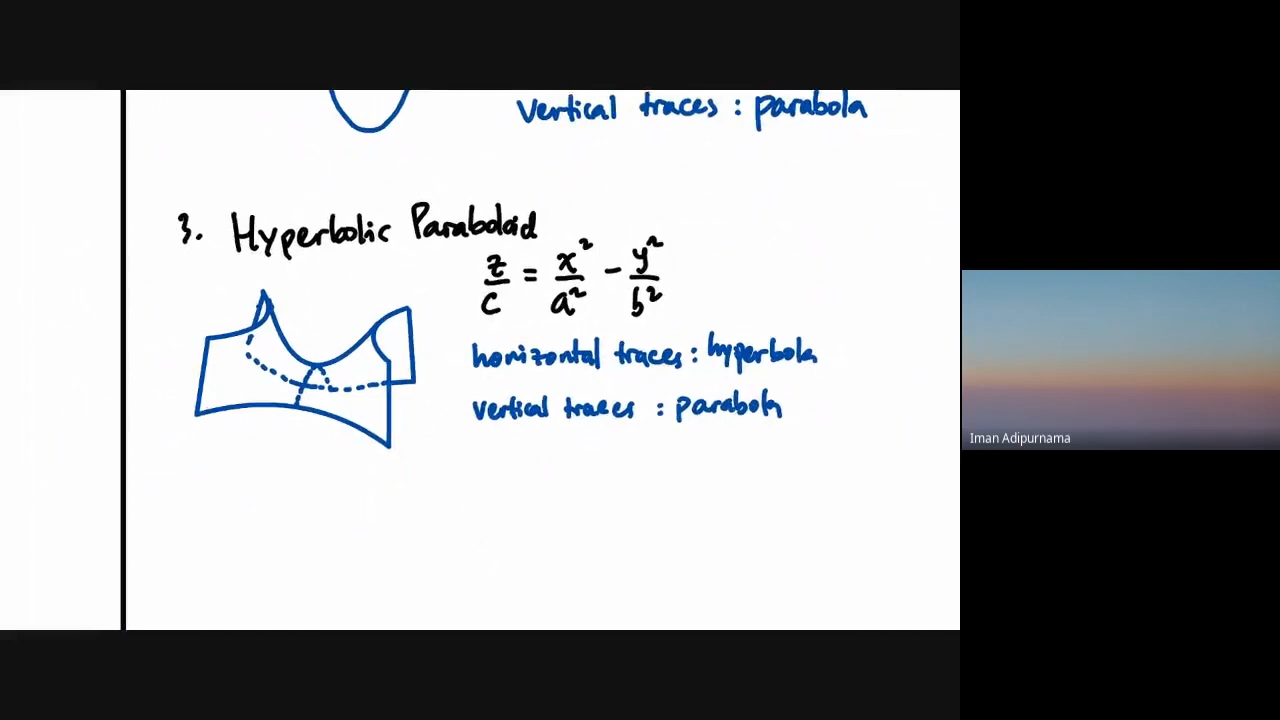 vertical traces : parabola
3. Hyperbolic Paraboloid
z/c = x²/a² - y²/b²
horizontal traces : hyperbola
vertical traces : parabola
Iman Adipurnama